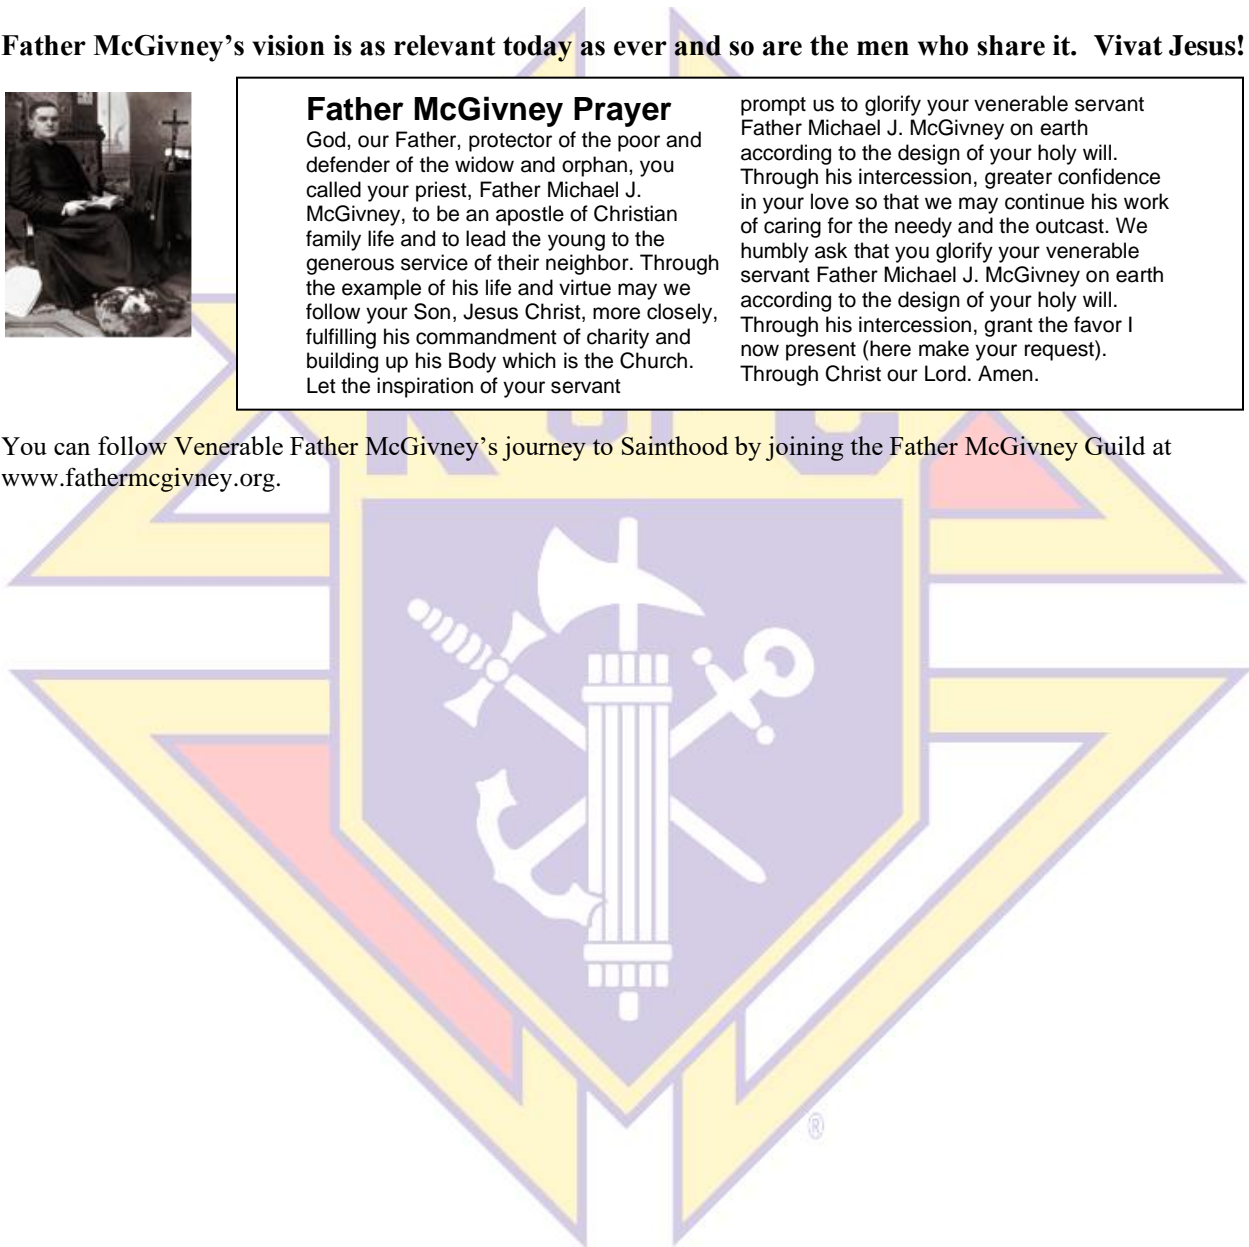 Father McGivney’s vision is as relevant today as ever and so are the men who share it.  Vivat Jesus!
Father McGivney Prayer
God, our Father, protector of the poor and
defender of the widow and orphan, you
called your priest, Father Michael J.
McGivney, to be an apostle of Christian
family life and to lead the young to the
generous service of their neighbor. Through
the example of his life and virtue may we
follow your Son, Jesus Christ, more closely,
fulfilling his commandment of charity and
building up his Body which is the Church.
Let the inspiration of your servant
prompt us to glorify your venerable servant
Father Michael J. McGivney on earth
according to the design of your holy will.
Through his intercession, greater confidence
in your love so that we may continue his work
of caring for the needy and the outcast. We
humbly ask that you glorify your venerable
servant Father Michael J. McGivney on earth
according to the design of your holy will.
Through his intercession, grant the favor I
now present (here make your request).
Through Christ our Lord. Amen.
K of C
You can follow Venerable Father McGivney’s journey to Sainthood by joining the Father McGivney Guild at
www.fathermcgivney.org.
®